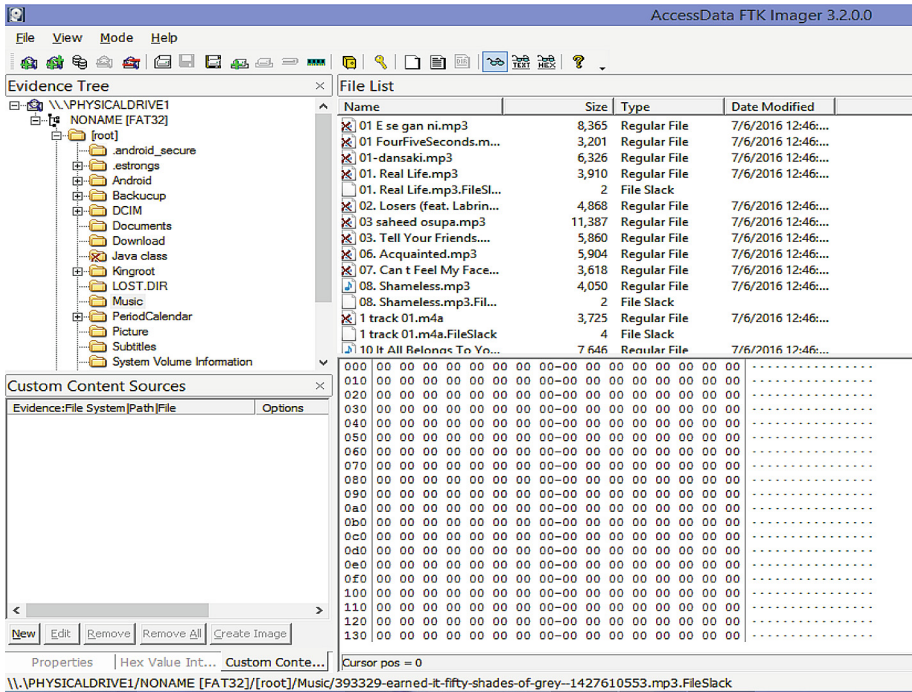 AccessData FTK Imager 3.2.0.0
File View Mode Help
Evidence Tree
\\.\PHYSICALDRIVE1
NONAME [FAT32]
[root]
.android_secure
.estrongs
Android
Backucup
DCIM
Documents
Download
Java class
Kingroot
LOST.DIR
Music
PeriodCalendar
Picture
Subtitles
System Volume Information
File List
Name Size Type Date Modified
01 E se gan ni.mp3 8,365 Regular File 7/6/2016 12:46:...
01 FourFiveSeconds.m... 3,201 Regular File 7/6/2016 12:46:...
01-dansaki.mp3 6,326 Regular File 7/6/2016 12:46:...
01. Real Life.mp3 3,910 Regular File 7/6/2016 12:46:...
01. Real Life.mp3.FileSl... 2 File Slack
02. Losers (feat. Labrin... 4,868 Regular File 7/6/2016 12:46:...
03 saheed osupa.mp3 11,387 Regular File 7/6/2016 12:46:...
03. Tell Your Friends.... 5,860 Regular File 7/6/2016 12:46:...
06. Acquainted.mp3 5,904 Regular File 7/6/2016 12:46:...
07. Can t Feel My Face... 3,618 Regular File 7/6/2016 12:46:...
08. Shameless.mp3 4,050 Regular File 7/6/2016 12:46:...
08. Shameless.mp3.Fil... 2 File Slack
1 track 01.m4a 3,725 Regular File 7/6/2016 12:46:...
1 track 01.m4a.FileSlack 4 File Slack
10 It All Belongs To Yo... 7,646 Regular File 7/6/2016 12:46:...
Custom Content Sources
Evidence:File System|Path|File Options
New Edit Remove Remove All Create Image
Properties Hex Value Int... Custom Conte...
000 00 00 00 00 00 00 00 00-00 00 00 00 00 00 00 00 ················
010 00 00 00 00 00 00 00 00-00 00 00 00 00 00 00 00 ················
020 00 00 00 00 00 00 00 00-00 00 00 00 00 00 00 00 ················
030 00 00 00 00 00 00 00 00-00 00 00 00 00 00 00 00 ················
040 00 00 00 00 00 00 00 00-00 00 00 00 00 00 00 00 ················
050 00 00 00 00 00 00 00 00-00 00 00 00 00 00 00 00 ················
060 00 00 00 00 00 00 00 00-00 00 00 00 00 00 00 00 ················
070 00 00 00 00 00 00 00 00-00 00 00 00 00 00 00 00 ················
080 00 00 00 00 00 00 00 00-00 00 00 00 00 00 00 00 ················
090 00 00 00 00 00 00 00 00-00 00 00 00 00 00 00 00 ················
0a0 00 00 00 00 00 00 00 00-00 00 00 00 00 00 00 00 ················
0b0 00 00 00 00 00 00 00 00-00 00 00 00 00 00 00 00 ················
0c0 00 00 00 00 00 00 00 00-00 00 00 00 00 00 00 00 ················
0d0 00 00 00 00 00 00 00 00-00 00 00 00 00 00 00 00 ················
0e0 00 00 00 00 00 00 00 00-00 00 00 00 00 00 00 00 ················
0f0 00 00 00 00 00 00 00 00-00 00 00 00 00 00 00 00 ················
100 00 00 00 00 00 00 00 00-00 00 00 00 00 00 00 00 ················
110 00 00 00 00 00 00 00 00-00 00 00 00 00 00 00 00 ················
120 00 00 00 00 00 00 00 00-00 00 00 00 00 00 00 00 ················
130 00 00 00 00 00 00 00 00-00 00 00 00 00 00 00 00 ················
Cursor pos = 0
\\.\PHYSICALDRIVE1/NONAME [FAT32]/[root]/Music/393329-earned-it-fifty-shades-of-grey--1427610553.mp3.FileSlack